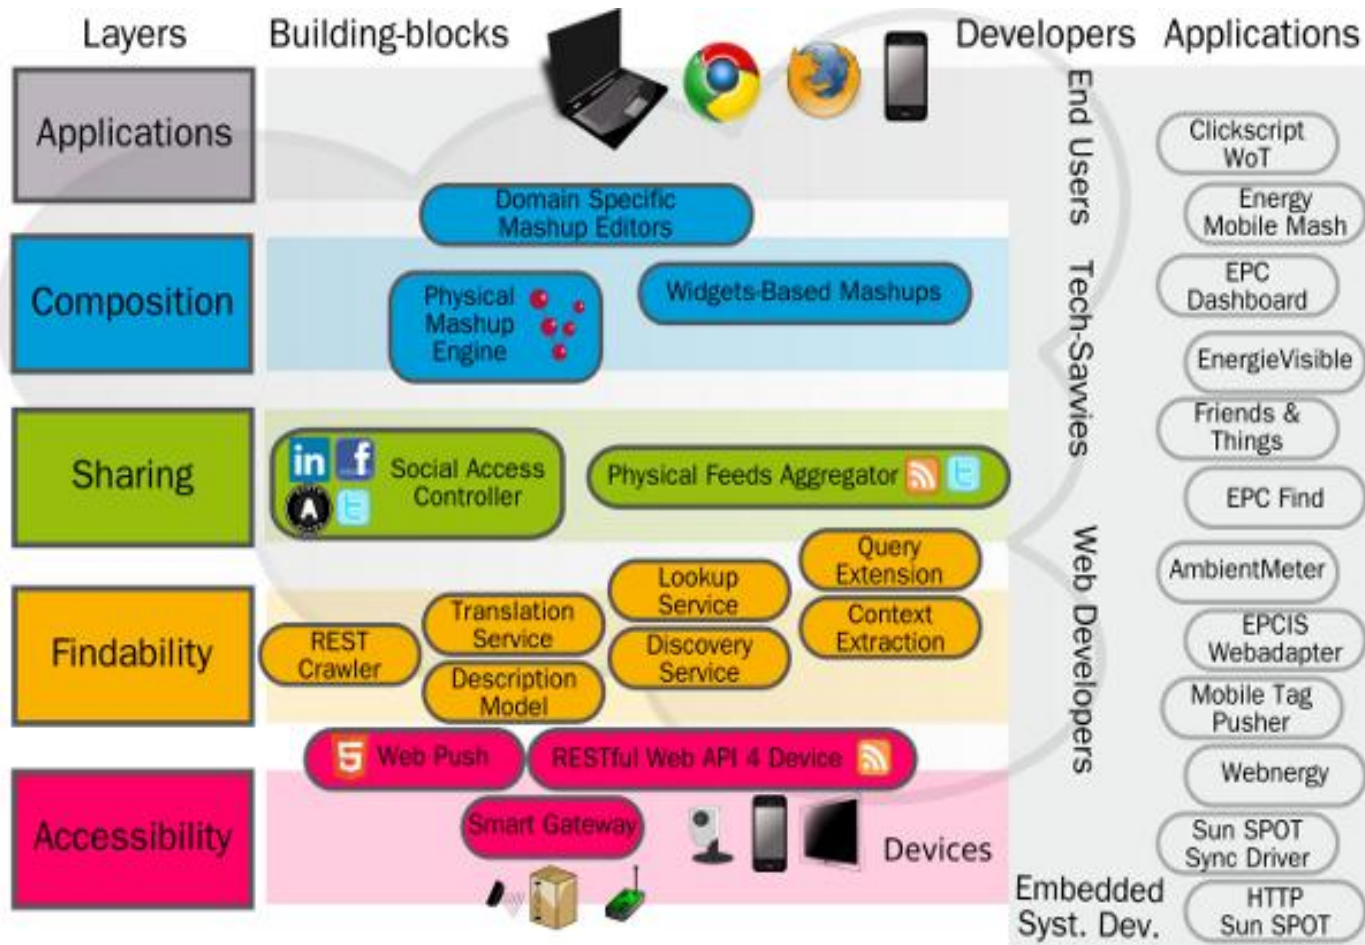 Layers
Building-blocks
Developers
Applications
Applications
Composition
Sharing
Findability
Accessibility
Domain Specific
Mashup Editors
Physical
Mashup
Engine
Widgets-Based Mashups
in
f
Social Access
Controller
A
t
Physical Feeds Aggregator
t
Query
Extension
Lookup
Service
Translation
Service
Context
Extraction
REST
Crawler
Discovery
Service
Description
Model
5
Web Push
RESTful Web API 4 Device
Smart Gateway
Devices
End Users
Tech-Savvies
Web Developers
Embedded
Syst. Dev.
Clickscript
WoT
Energy
Mobile Mash
EPC
Dashboard
EnergieVisible
Friends &
Things
EPC Find
AmbientMeter
EPCIS
Webadapter
Mobile Tag
Pusher
Webnergy
Sun SPOT
Sync Driver
HTTP
Sun SPOT